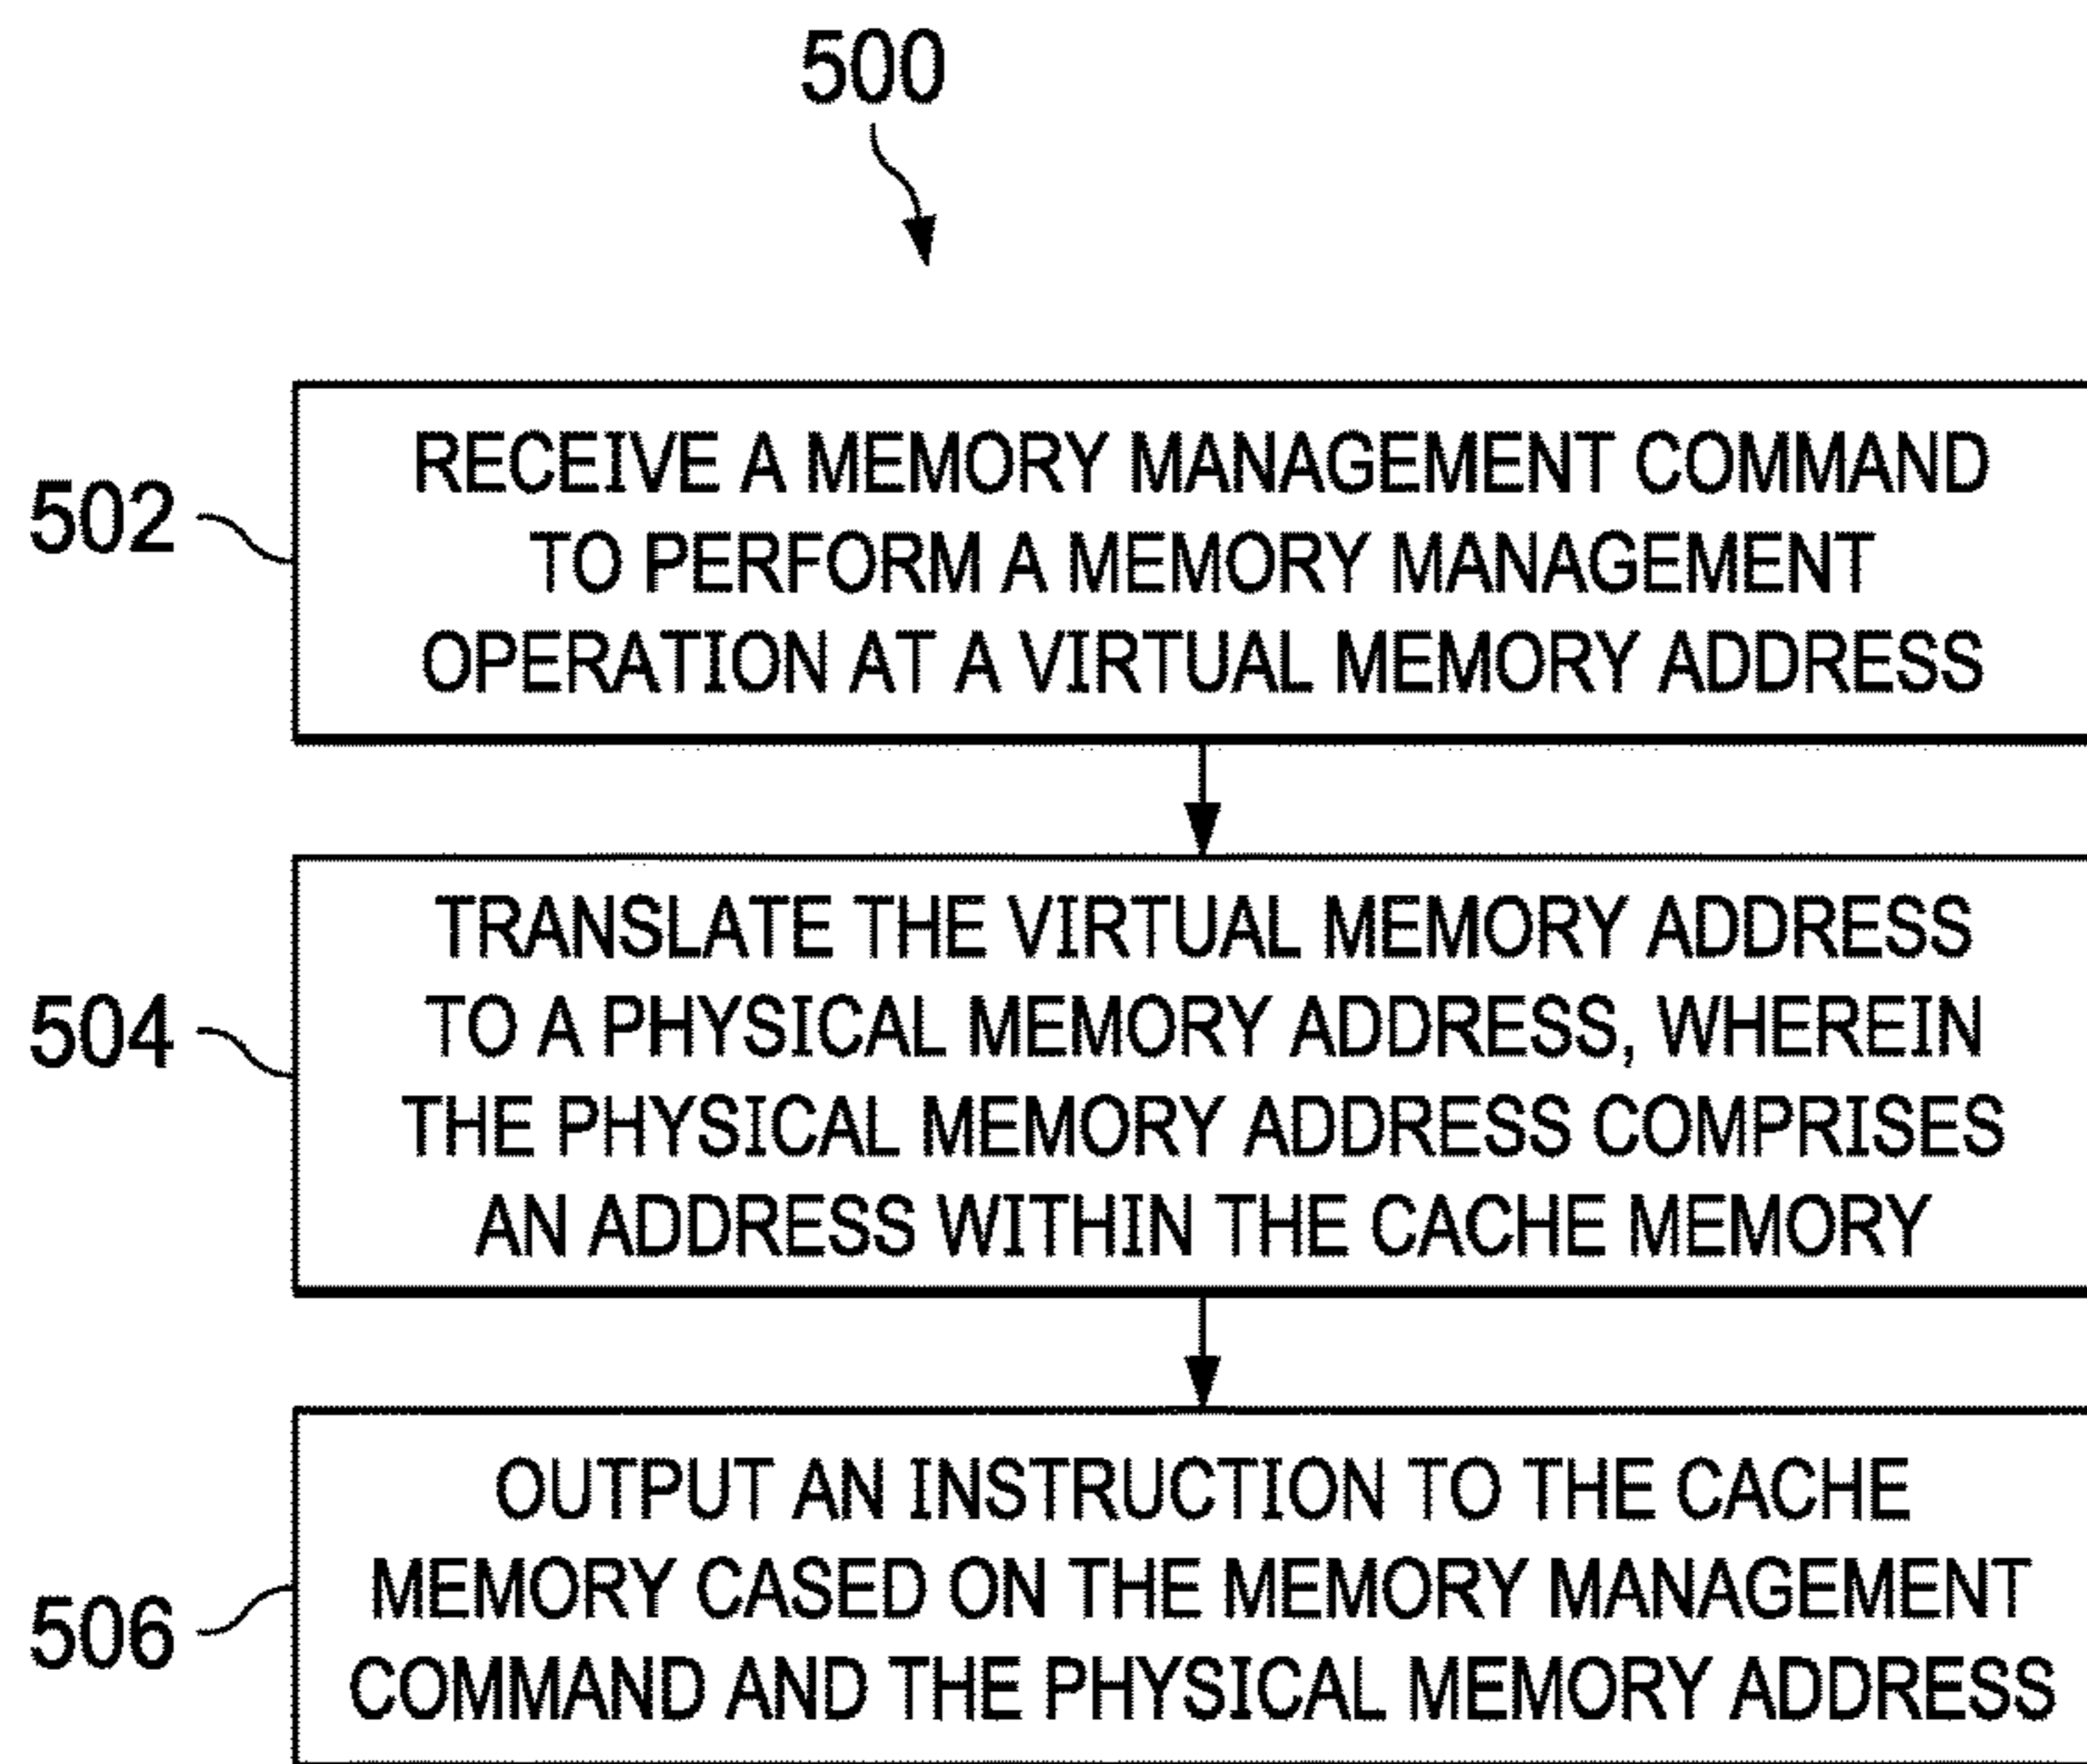 500
502
RECEIVE A MEMORY MANAGEMENT COMMAND
TO PERFORM A MEMORY MANAGEMENT
OPERATION AT A VIRTUAL MEMORY ADDRESS
504
TRANSLATE THE VIRTUAL MEMORY ADDRESS
TO A PHYSICAL MEMORY ADDRESS, WHEREIN
THE PHYSICAL MEMORY ADDRESS COMPRISES
AN ADDRESS WITHIN THE CACHE MEMORY
506
OUTPUT AN INSTRUCTION TO THE CACHE
MEMORY CASED ON THE MEMORY MANAGEMENT
COMMAND AND THE PHYSICAL MEMORY ADDRESS